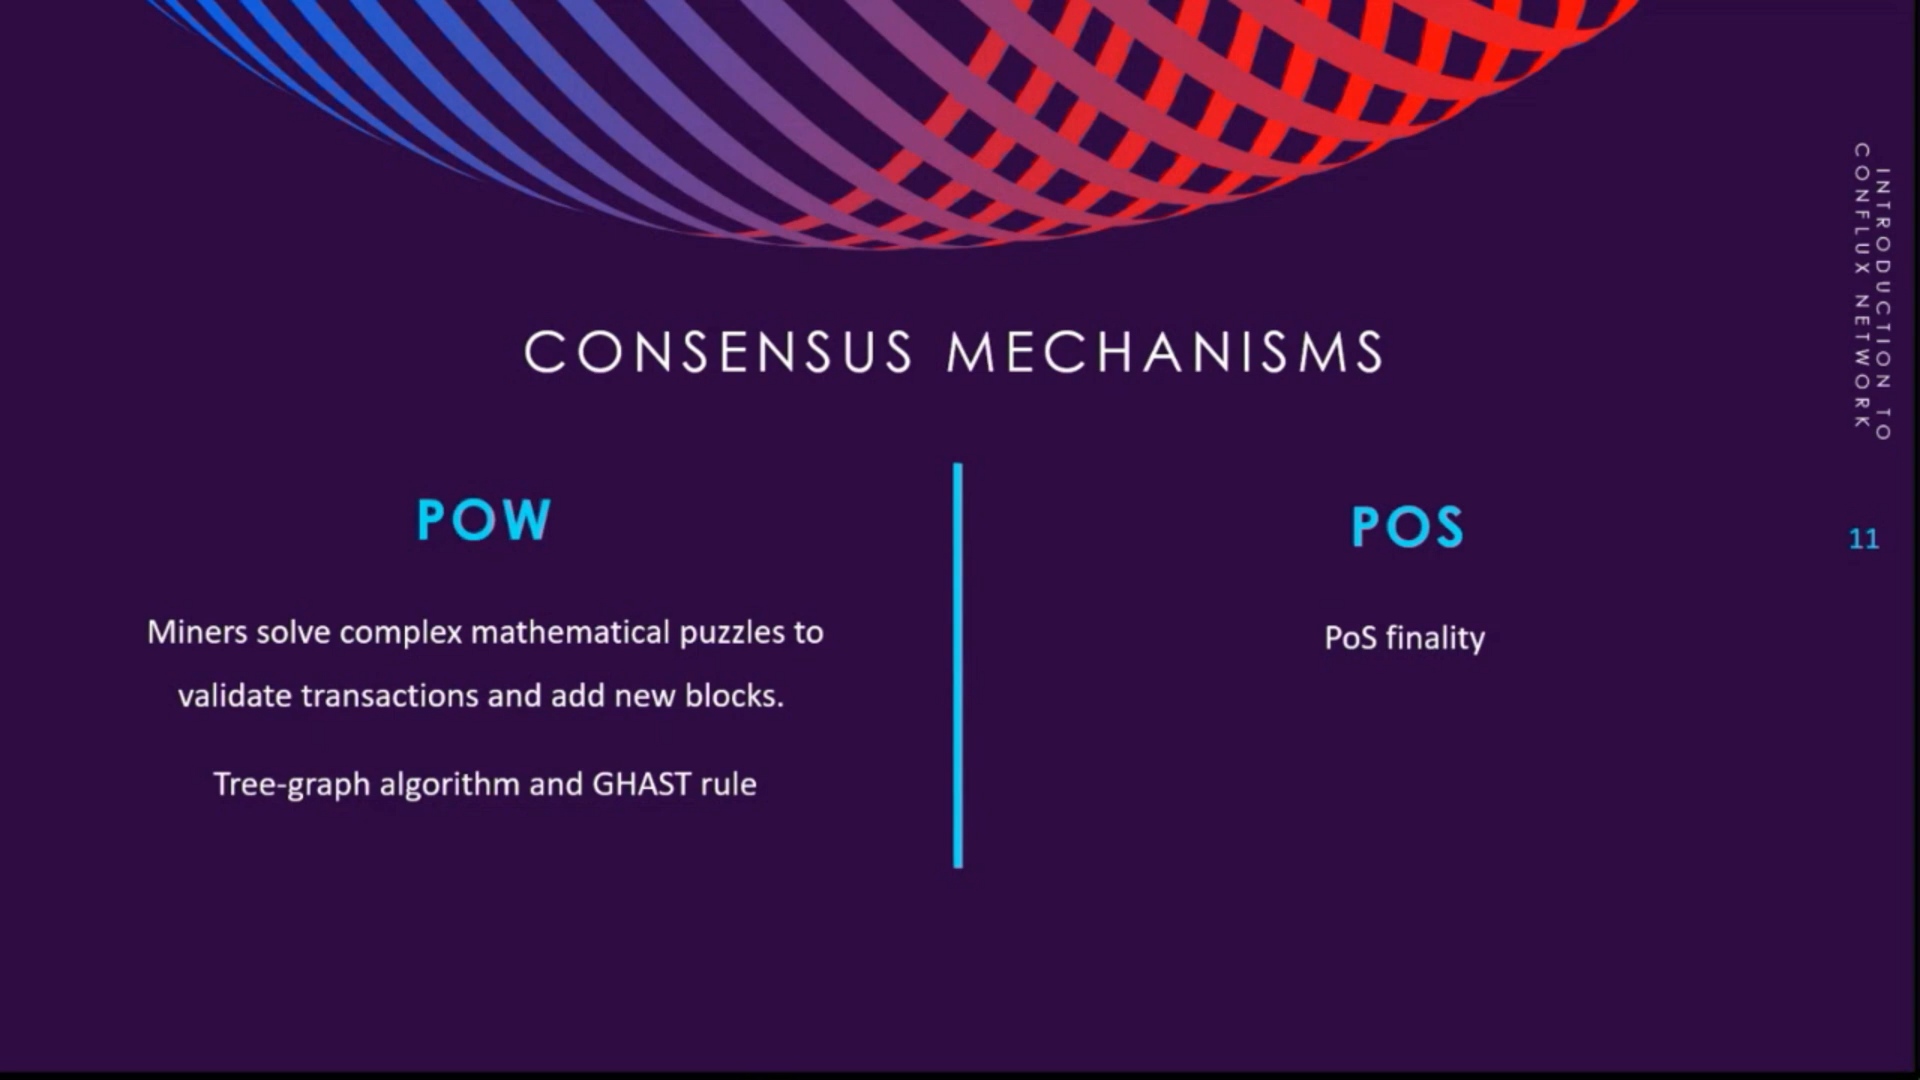 CONSENSUS MECHANISMS
POW
Miners solve complex mathematical puzzles to
validate transactions and add new blocks.
Tree-graph algorithm and GHAST rule
POS
PoS finality
INTRODUCTION TO
CONFLUX NETWORK
11